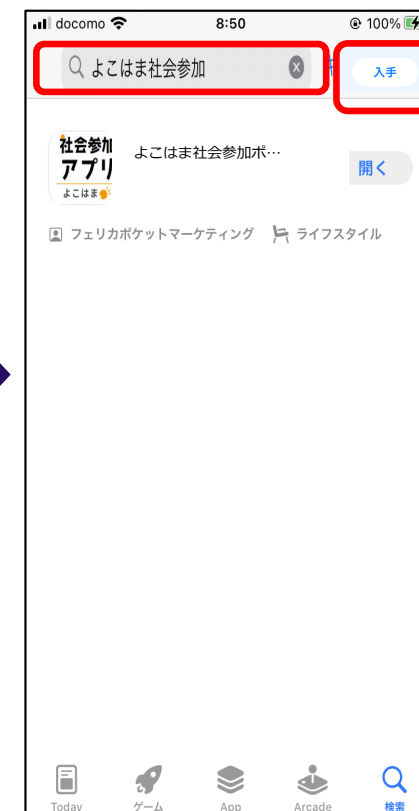 docomo 8:50 100%
よこはま社会参加
入手
社会参加
アプリ
よこはま
よこはま社会参加ポ…
開く
フェリカポケットマーケティング ライフスタイル
Today ゲーム App Arcade 検索